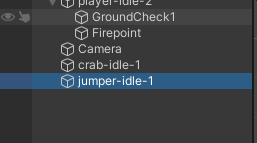 player-idle-2
GroundCheck1
Firepoint
Camera
crab-idle-1
jumper-idle-1